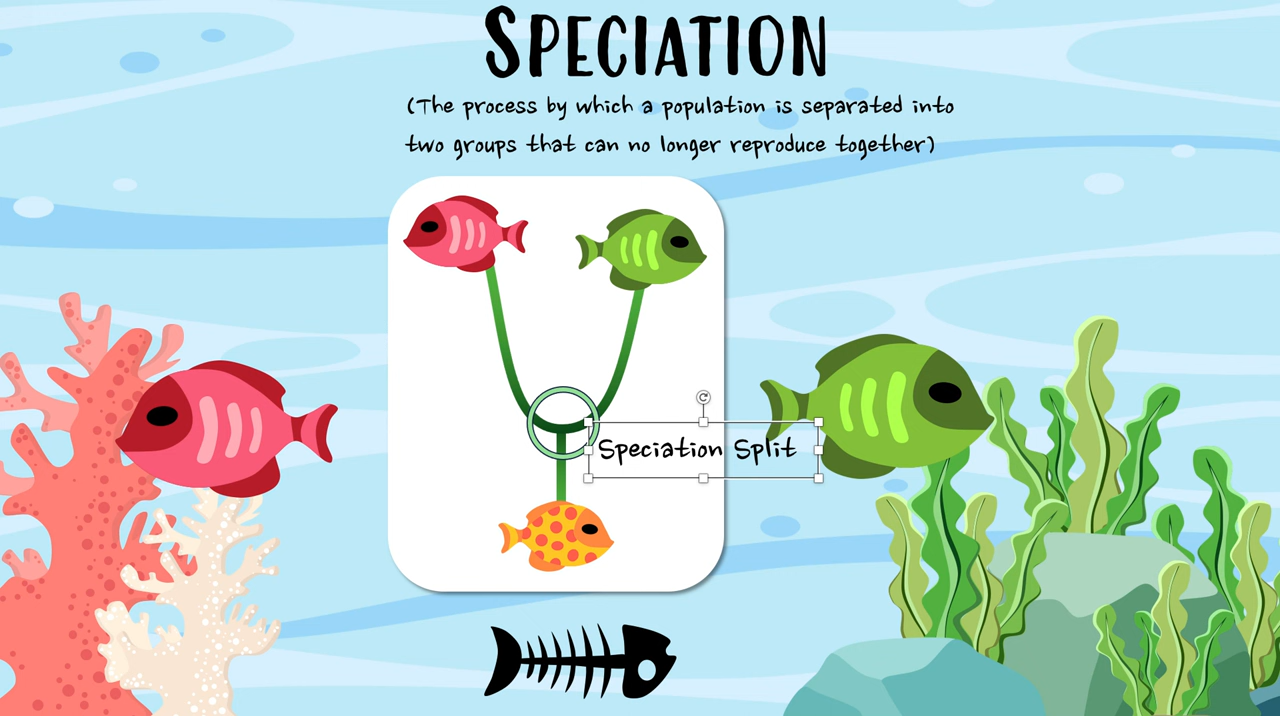 SPECIATION
(The process by which a population is separated into
two groups that can no longer reproduce together)
Speciation Split